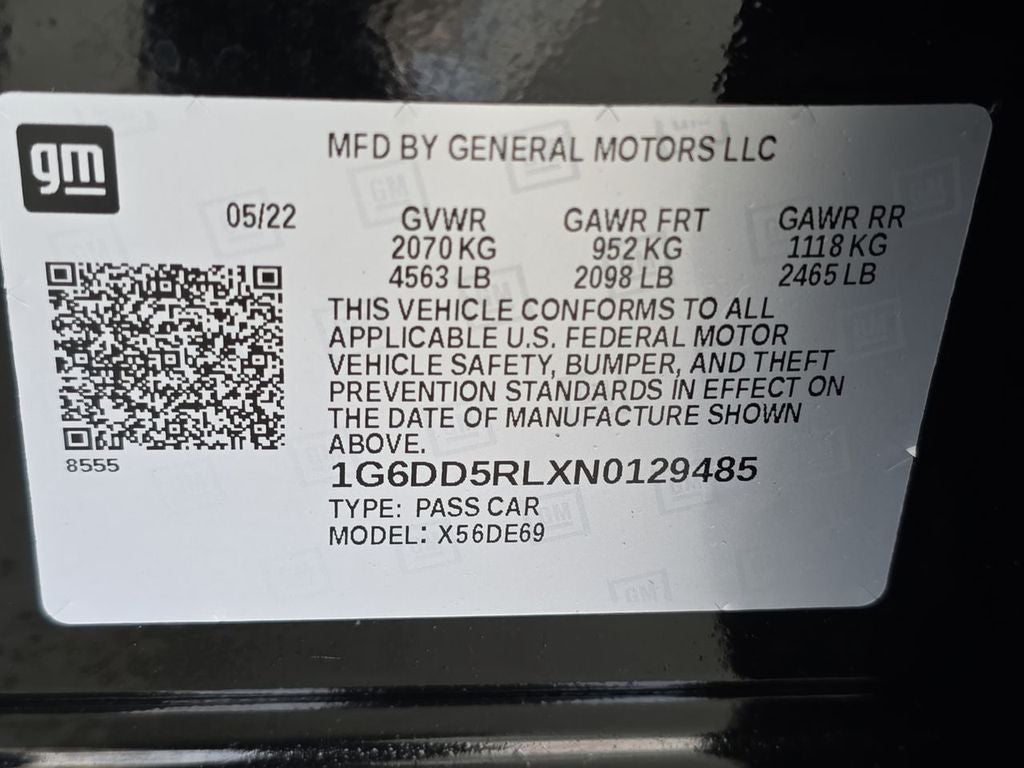 gm
MFD BY GENERAL MOTORS LLC
05/22 GVWR GAWR FRT GAWR RR
2070 KG 952 KG 1118 KG
4563 LB 2098 LB 2465 LB
THIS VEHICLE CONFORMS TO ALL
APPLICABLE U.S. FEDERAL MOTOR
VEHICLE SAFETY, BUMPER, AND THEFT
PREVENTION STANDARDS IN EFFECT ON
THE DATE OF MANUFACTURE SHOWN
ABOVE.
8555
1G6DD5RLXN0129485
TYPE: PASS CAR
MODEL: X56DE69